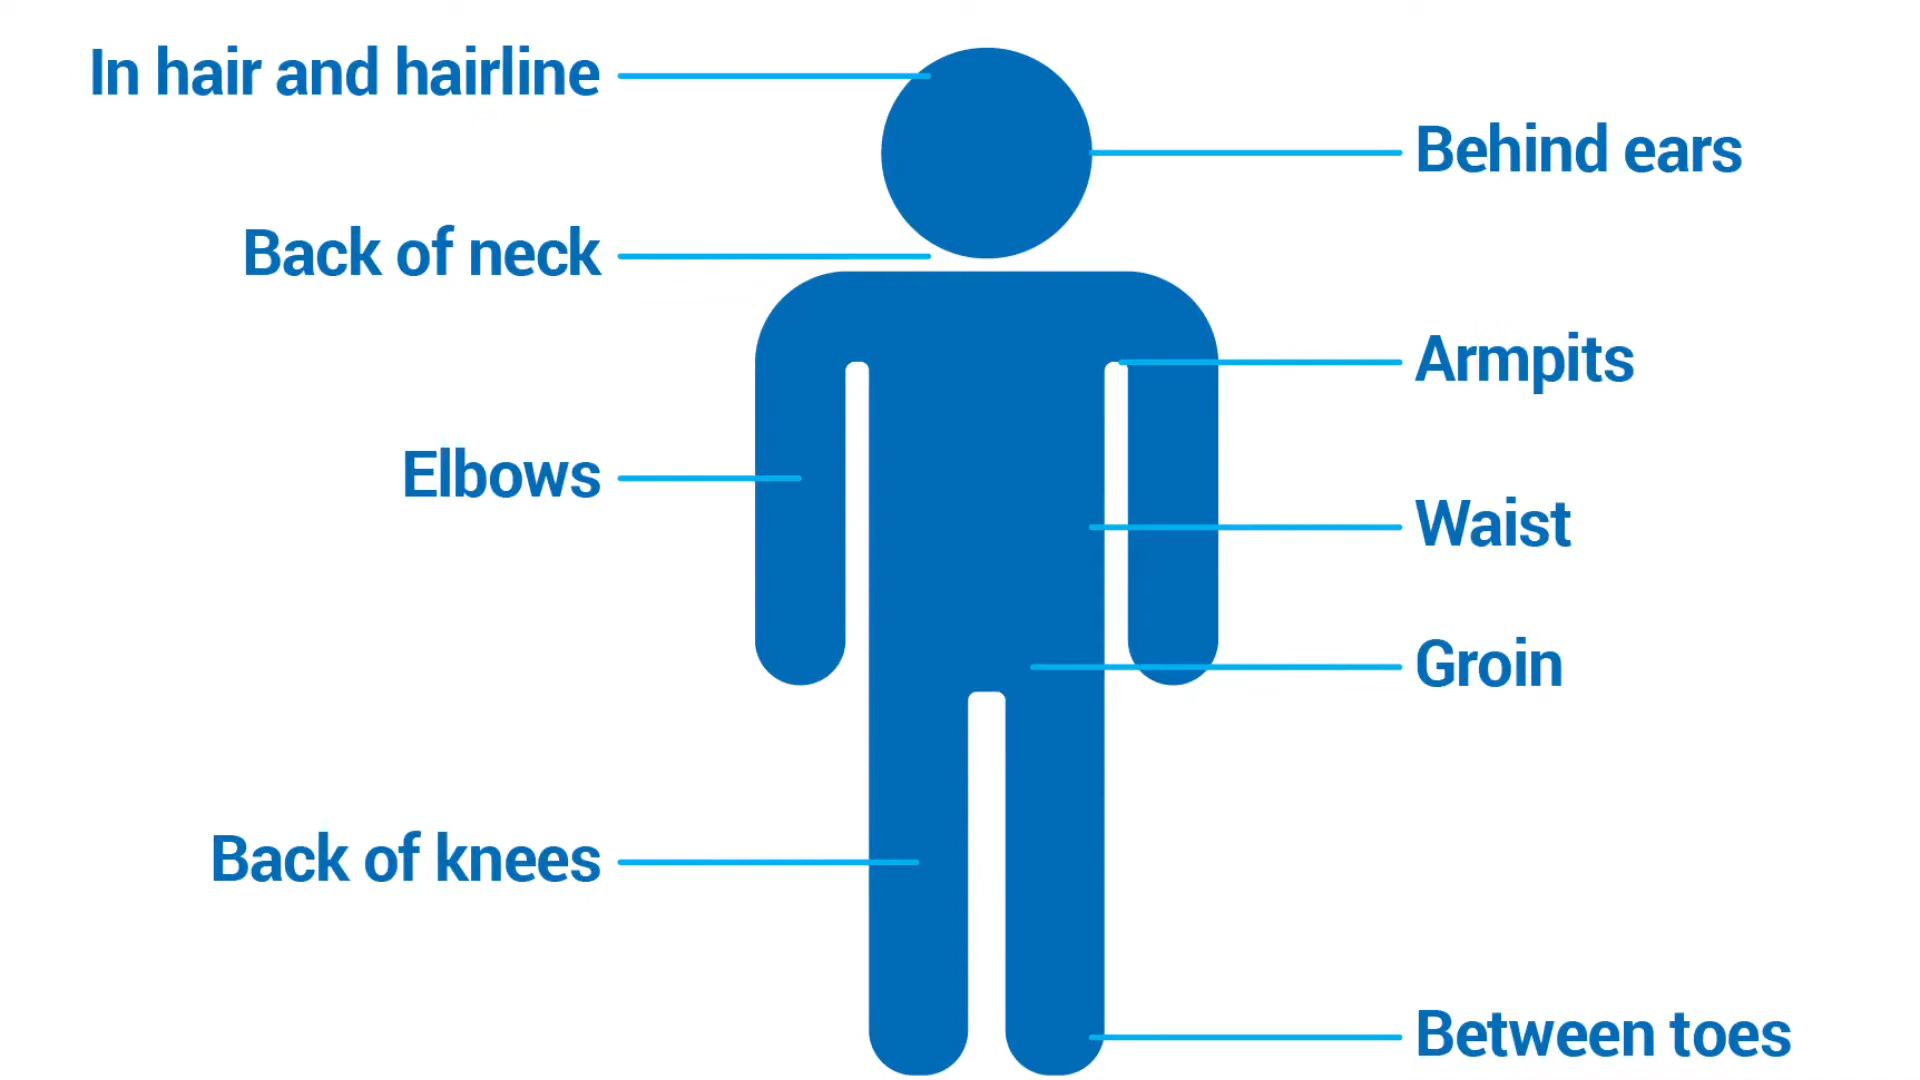 In hair and hairline
Behind ears
Back of neck
Armpits
Elbows
Waist
Groin
Back of knees
Between toes